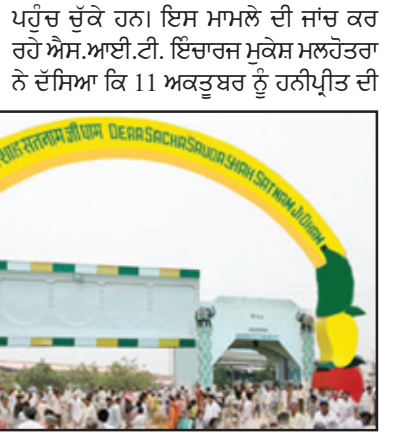 ਪਹੁੰਚ ਚੁੱਕੇ ਹਨ। ਇਸ ਮਾਮਲੇ ਦੀ ਜਾਂਚ ਕਰ
ਰਹੇ ਐਸ.ਆਈ.ਟੀ. ਇੰਚਾਰਜ ਮੁਕੇਸ਼ ਮਲਹੋਤਰਾ
ਨੇ ਦੱਸਿਆ ਕਿ 11 ਅਕਤੂਬਰ ਨੂੰ ਹਨੀਪ੍ਰੀਤ ਦੀ
शाह सतनाम जी धाम DERA SACHA SAUDA SHAH SATNAM JI DHAM